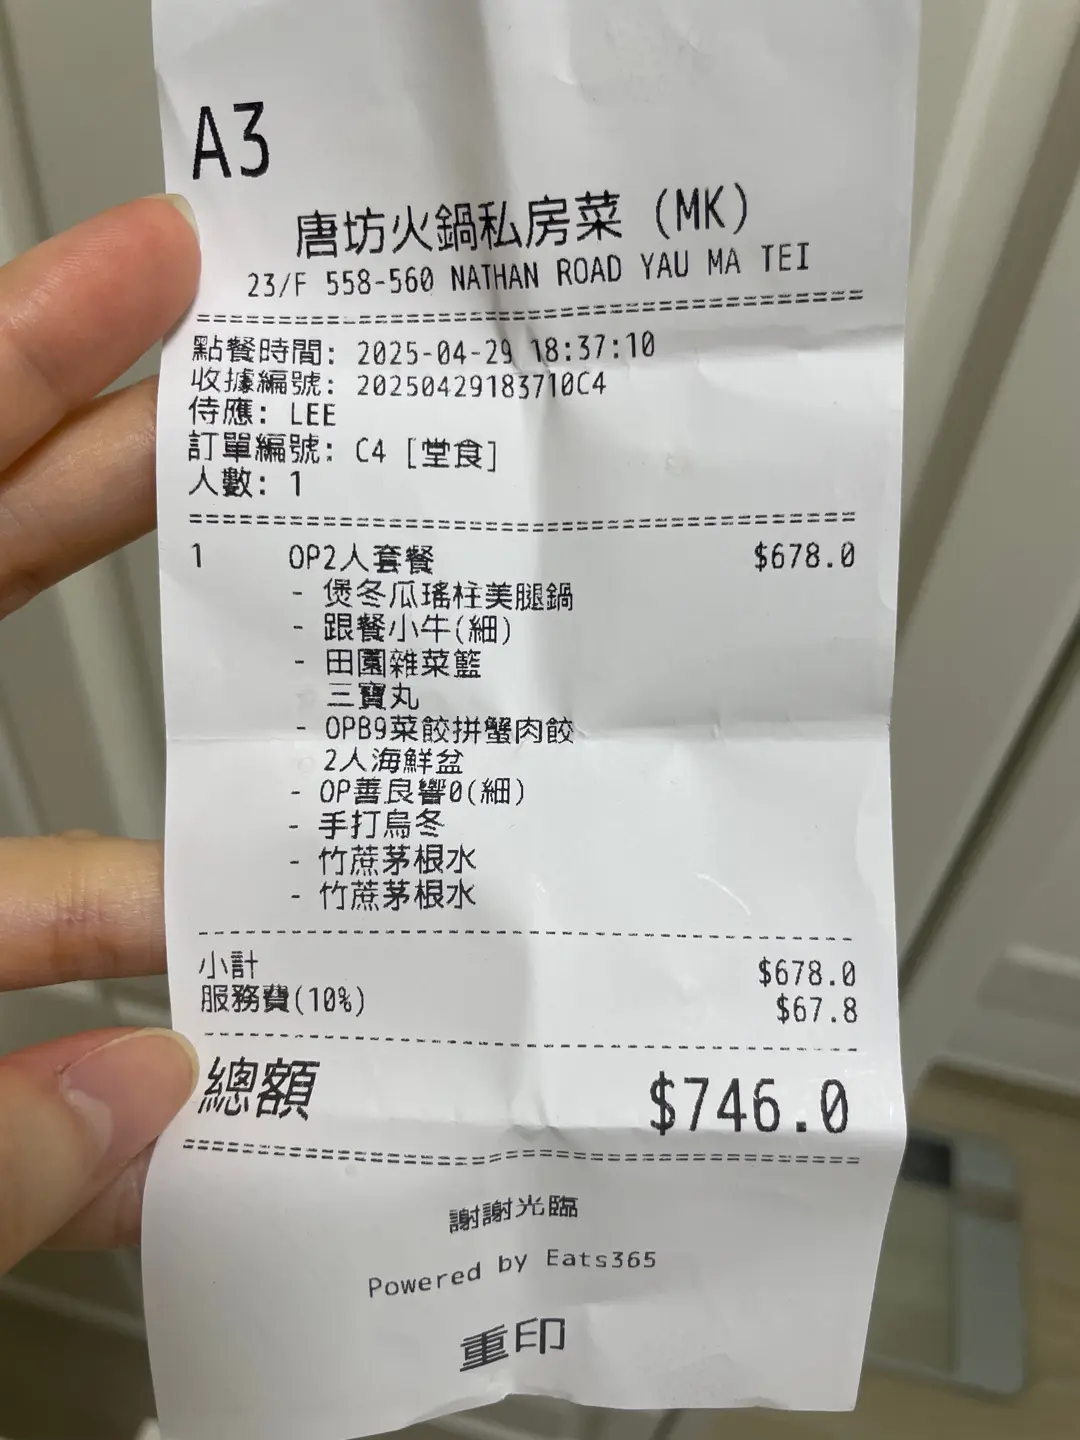 A3
唐坊火鍋私房菜 (MK)
23/F 558-560 NATHAN ROAD YAU MA TEI
================================================
點餐時間: 2025-04-29 18:37:10
收據編號: 20250429183710C4
侍應: LEE
訂單編號: C4 [堂食]
人數: 1
================================================
1 OP2人套餐 $678.0
- 煲冬瓜瑤柱美腿鍋
- 跟餐小牛(細)
- 田園雜菜籃
三寶丸
- OPB9菜餃拼蟹肉餃
2人海鮮盆
- OP善良響0(細)
- 手打烏冬
- 竹蔗茅根水
- 竹蔗茅根水
------------------------------------------------
小計 $678.0
服務費(10%) $67.8
------------------------------------------------
總額 $746.0
================================================
謝謝光臨
Powered by Eats365
重印